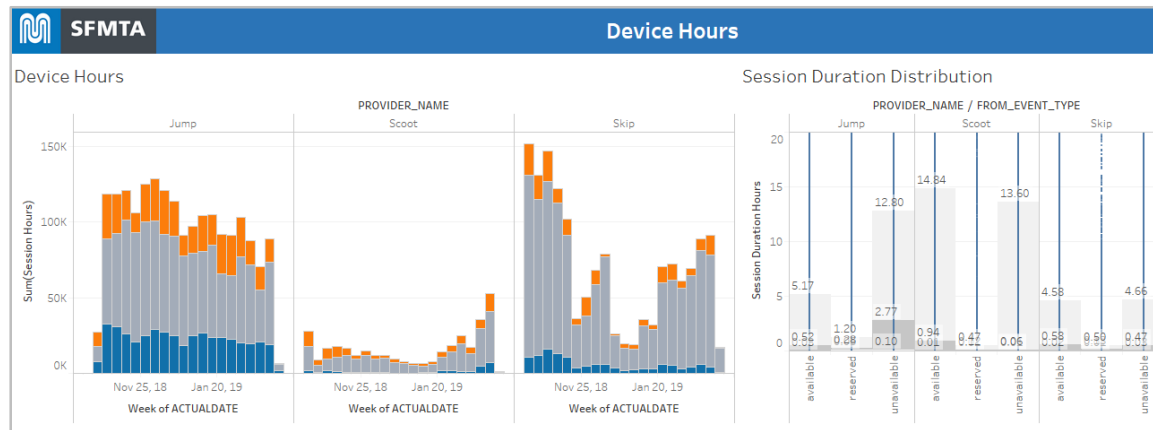 SFMTA
Device Hours
Device Hours
Session Duration Distribution
PROVIDER_NAME
Jump Scoot Skip
150K
100K
50K
0K
Sum(Session Hours)
Nov 25, 18 Jan 20, 19 Nov 25, 18 Jan 20, 19 Nov 25, 18 Jan 20, 19
Week of ACTUALDATE Week of ACTUALDATE Week of ACTUALDATE
PROVIDER_NAME / FROM_EVENT_TYPE
Jump Scoot Skip
20
15
10
5
0
Session Duration Hours
14.84
13.60
12.80
5.17
4.58
4.66
2.77
1.20
0.52
0.28
0.10
0.94
0.01
0.47
0.06
0.58
0.50
0.47
available reserved unavailable available reserved unavailable available reserved unavailable